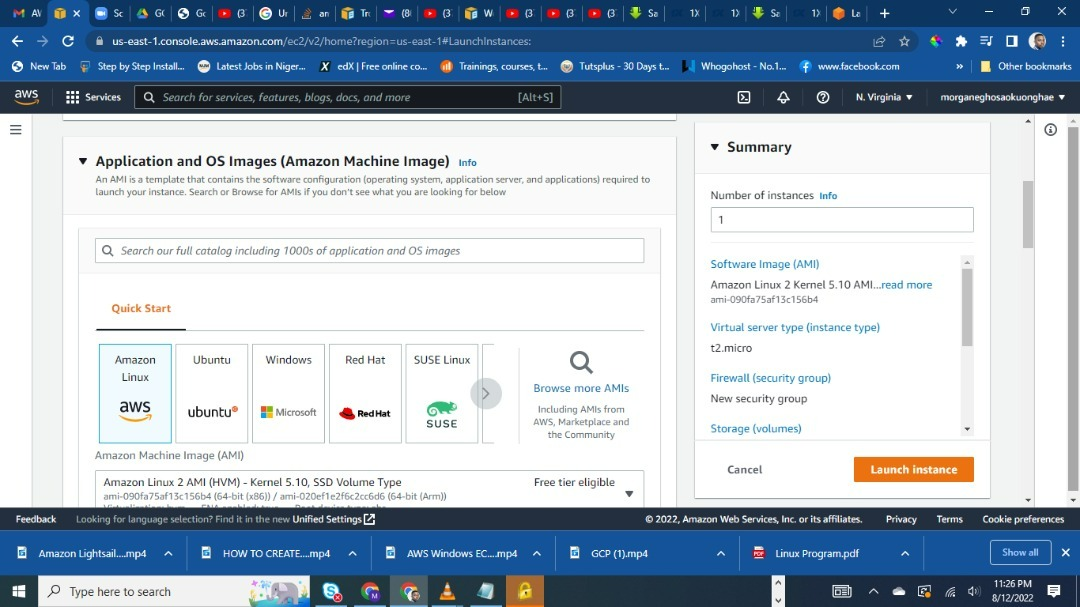 AV
Sc
GC
Gc
(3
Ur
an
Tr
(8(
(3
W
(3
(3
(3
Sa
1X
1)
Sa
1)
La
us-east-1.console.aws.amazon.com/ec2/v2/home?region=us-east-1#LaunchInstances:
New Tab
Step by Step Install...
Latest Jobs in Niger...
edX | Free online co...
Trainings, courses, t...
Tutsplus - 30 Days t...
Whogohost - No.1...
www.facebook.com
»
Other bookmarks
aws
Services
Search for services, features, blogs, docs, and more
[Alt+S]
N. Virginia ▼
morganeghosaokuonghae ▼
▼ Application and OS Images (Amazon Machine Image) Info
An AMI is a template that contains the software configuration (operating system, application server, and applications) required to
launch your instance. Search or Browse for AMIs if you don't see what you are looking for below
Search our full catalog including 1000s of application and OS images
Quick Start
Amazon
Linux
aws
Ubuntu
ubuntu
Windows
Microsoft
Red Hat
Red Hat
SUSE Linux
SUSE
Browse more AMIs
Including AMIs from
AWS, Marketplace and
the Community
Amazon Machine Image (AMI)
Amazon Linux 2 AMI (HVM) - Kernel 5.10, SSD Volume Type
Free tier eligible
ami-090fa75af13c156b4 (64-bit (x86)) / ami-020ef1e2f6c2cc6d6 (64-bit (Arm))
▼ Summary
Number of instances Info
1
Software Image (AMI)
Amazon Linux 2 Kernel 5.10 AMI...read more
ami-090fa75af13c156b4
Virtual server type (instance type)
t2.micro
Firewall (security group)
New security group
Storage (volumes)
Cancel
Launch instance
Feedback
Looking for language selection? Find it in the new Unified Settings
© 2022, Amazon Web Services, Inc. or its affiliates.
Privacy
Terms
Cookie preferences
Amazon Lightsail....mp4
HOW TO CREATE....mp4
AWS Windows EC....mp4
GCP (1).mp4
Linux Program.pdf
Show all
Type here to search
11:26 PM
8/12/2022